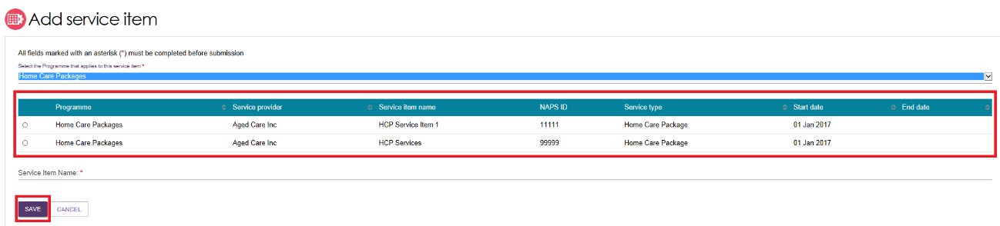 Add service item
All fields marked with an asterisk (*) must be completed before submission
Select the Programme that applies to this service item *
Home Care Packages
Programme Service provider Service item name NAPS ID Service type Start date End date
Home Care Packages Aged Care Inc HCP Service Item 1 11111 Home Care Package 01 Jan 2017
Home Care Packages Aged Care Inc HCP Services 99999 Home Care Package 01 Jan 2017
Service Item Name: *
SAVE CANCEL